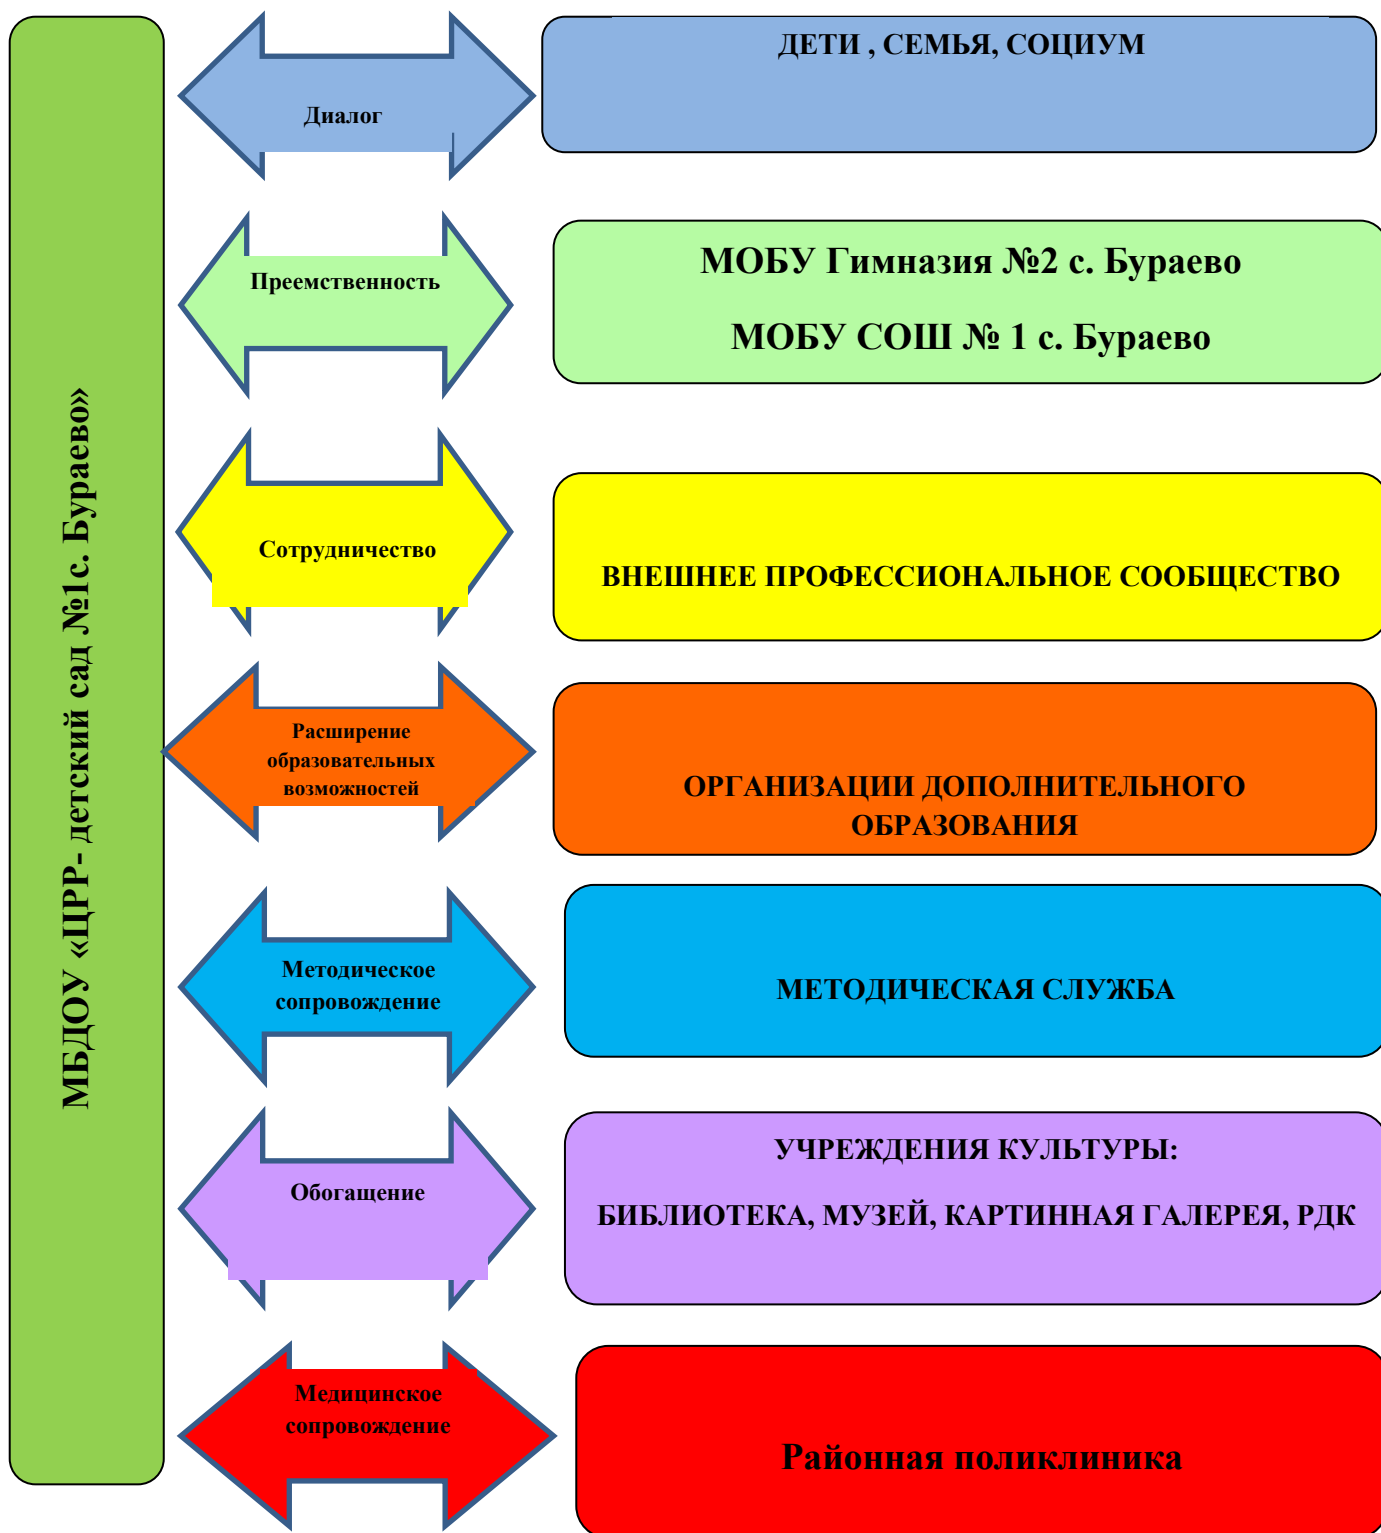 МБДОУ «ЦРР- детский сад №1с. Бураево»
Диалог
ДЕТИ , СЕМЬЯ, СОЦИУМ
Преемственность
МОБУ Гимназия №2 с. Бураево
МОБУ СОШ № 1 с. Бураево
Сотрудничество
ВНЕШНЕЕ ПРОФЕССИОНАЛЬНОЕ СООБЩЕСТВО
Расширение
образовательных
возможностей
ОРГАНИЗАЦИИ ДОПОЛНИТЕЛЬНОГО
ОБРАЗОВАНИЯ
Методическое
сопровождение
МЕТОДИЧЕСКАЯ СЛУЖБА
Обогащение
УЧРЕЖДЕНИЯ КУЛЬТУРЫ:
БИБЛИОТЕКА, МУЗЕЙ, КАРТИННАЯ ГАЛЕРЕЯ, РДК
Медицинское
сопровождение
Районная поликлиника